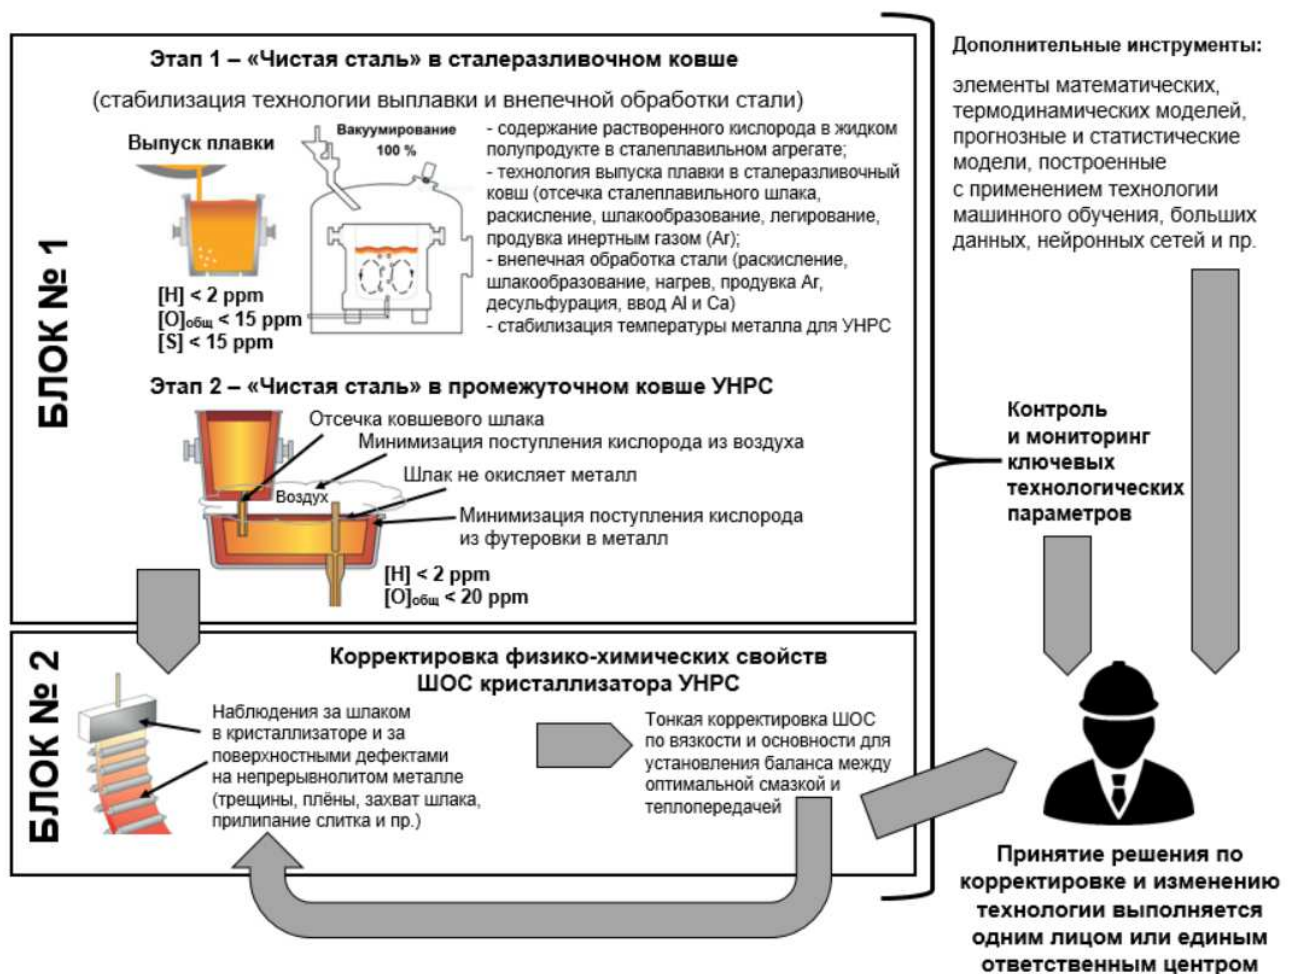 БЛОК № 1
Этап 1 – «Чистая сталь» в сталеразливочном ковше
(стабилизация технологии выплавки и внепечной обработки стали)
Выпуск плавки
[H] < 2 ppm
[O]общ < 15 ppm
[S] < 15 ppm
Вакуумирование
100 %
- содержание растворенного кислорода в жидком
полупродукте в сталеплавильном агрегате;
- технология выпуска плавки в сталеразливочный
ковш (отсечка сталеплавильного шлака,
раскисление, шлакообразование, легирование,
продувка инертным газом (Ar);
- внепечная обработка стали (раскисление,
шлакообразование, нагрев, продувка Ar,
десульфурация, ввод Al и Ca)
- стабилизация температуры металла для УНРС
Этап 2 – «Чистая сталь» в промежуточном ковше УНРС
Отсечка ковшевого шлака
Минимизация поступления кислорода из воздуха
Шлак не окисляет металл
Воздух
Минимизация поступления кислорода
из футеровки в металл
[H] < 2 ppm
[O]общ < 20 ppm
БЛОК № 2
Корректировка физико-химических свойств
ШОС кристаллизатора УНРС
Наблюдения за шлаком
в кристаллизаторе и за
поверхностными дефектами
на непрерывнолитом металле
(трещины, плёны, захват шлака,
прилипание слитка и пр.)
Тонкая корректировка ШОС
по вязкости и основности для
установления баланса между
оптимальной смазкой и
теплопередачей
Дополнительные инструменты:
элементы математических,
термодинамических моделей,
прогнозные и статистические
модели, построенные
с применением технологии
машинного обучения, больших
данных, нейронных сетей и пр.
Контроль
и мониторинг
ключевых
технологических
параметров
Принятие решения по
корректировке и изменению
технологии выполняется
одним лицом или единым
ответственным центром